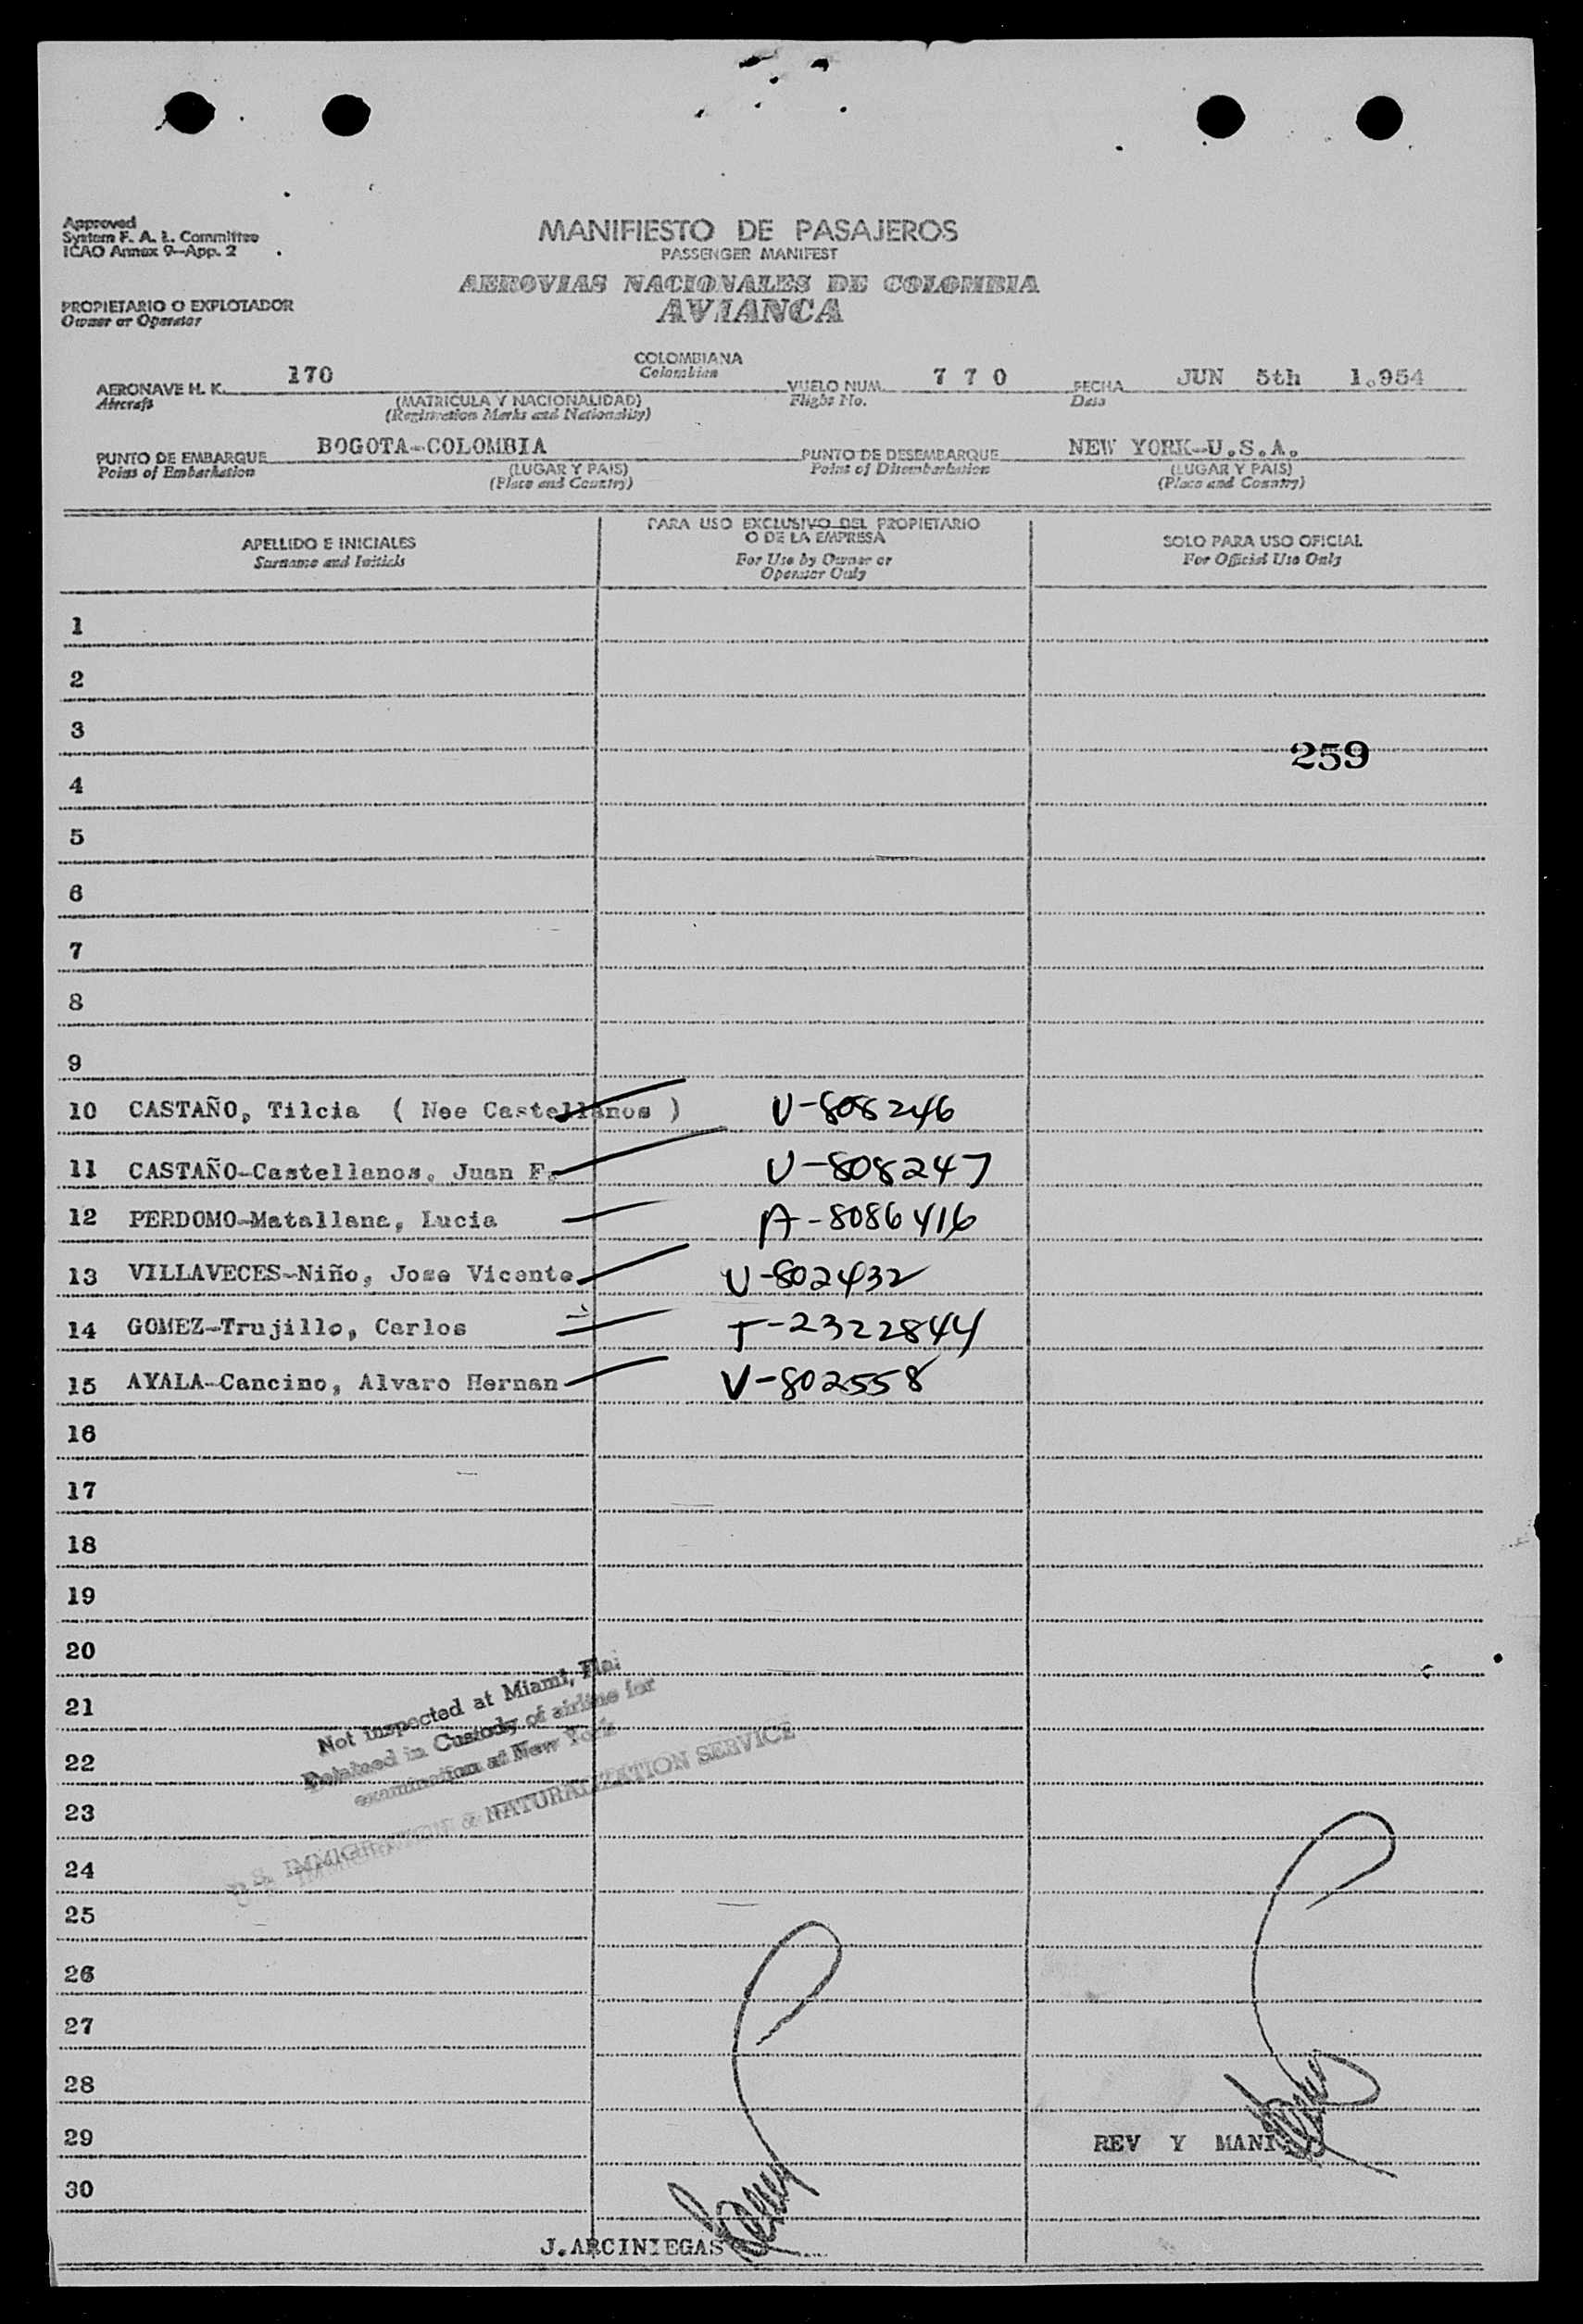 Approved
System F. A. L. Committee
ICAO Annex 9-App. 2
MANIFIESTO DE PASAJEROS
PASSENGER MANIFEST
AEROVIAS NACIONALES DE COLOMBIA
AVIANCA
PROPIETARIO O EXPLOTADOR
Owner or Operator
AERONAVE H. K. 170 COLOMBIANA VUELO NUM. 7 7 0 FECHA JUN 5th 1.954
Aircraft (MATRICULA Y NACIONALIDAD) Colombian Flight No. Date
(Registration Marks and Nationality)
PUNTO DE EMBARQUE BOGOTA-COLOMBIA PUNTO DE DESEMBARQUE NEW YORK-U.S.A.
Point of Embarkation (LUGAR Y PAIS) Point of Disembarkation (LUGAR Y PAIS)
(Place and Country) (Place and Country)
APELLIDO E INICIALES
Surname and Initials
PARA USO EXCLUSIVO DEL PROPIETARIO
O DE LA EMPRESA
For Use by Owner or
Operator Only
SOLO PARA USO OFICIAL
For Official Use Only
1
2
3
259
4
5
6
7
8
9
10 CASTAÑO, Tilcia ( Nee Castellanos ) V-808246
11 CASTAÑO-Castellanos, Juan F. V-808247
12 PERDOMO-Matallana, Lucia A-8086416
13 VILLAVECES-Niño, Jose Vicente V-802432
14 GOMEZ-Trujillo, Carlos T-2322844
15 AYALA-Cancino, Alvaro Hernan V-802558
16
17
18
19
20
21
22
23
24
25
26
27
28
29
30
Not inspected at Miami, Fla.
Detained in Custody of airline for
examination at New York
U.S. IMMIGRATION & NATURALIZATION SERVICE
REV Y MANI
J.ARCINIEGAS